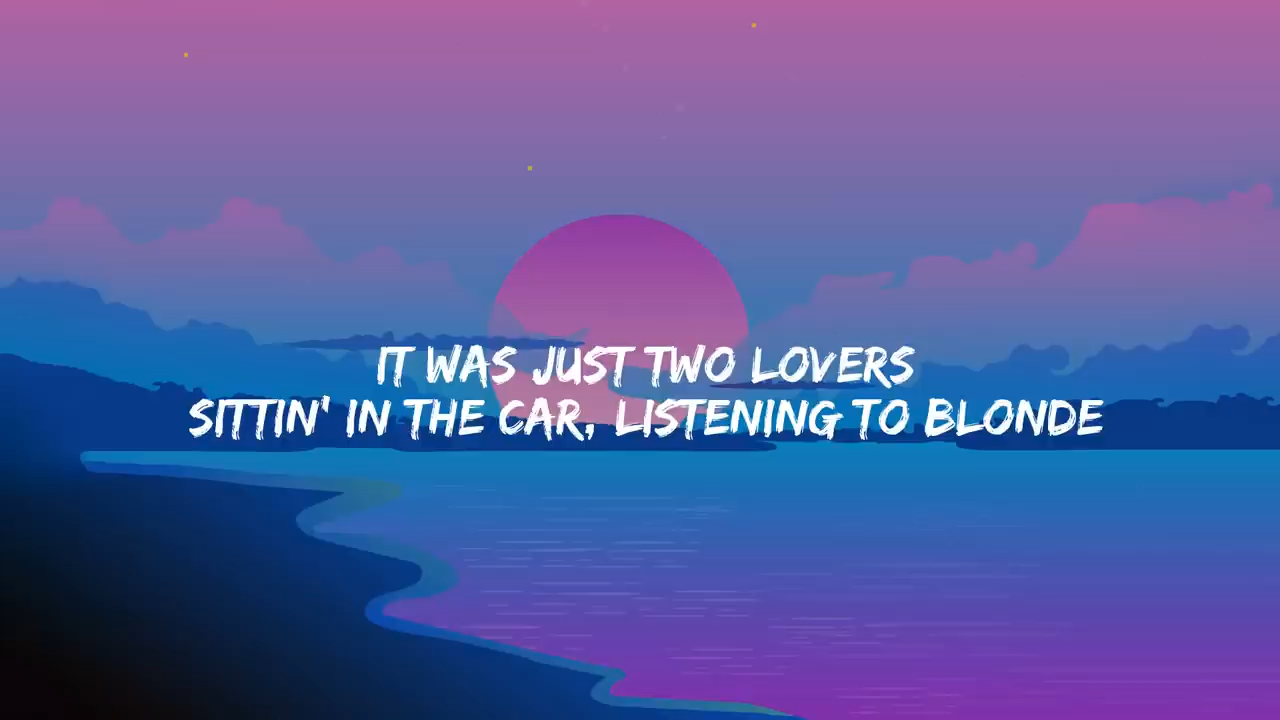 IT WAS JUST TWO LOVERS
SITTIN' IN THE CAR, LISTENING TO BLONDE